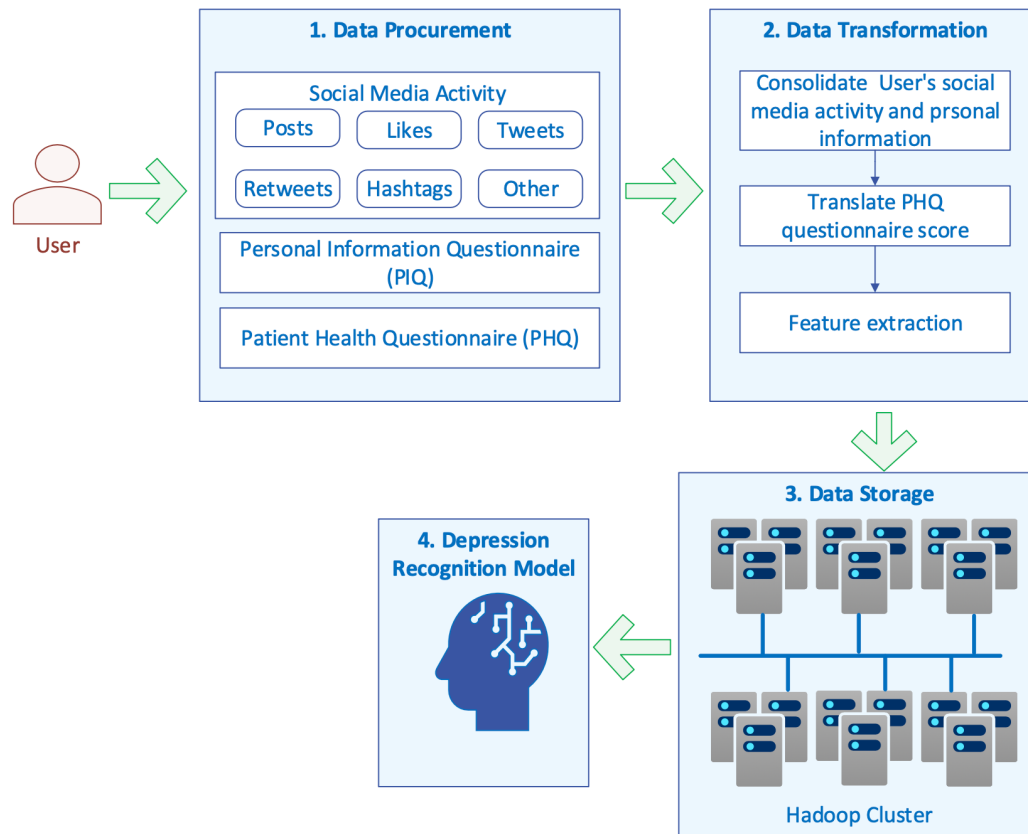 User
1. Data Procurement
Social Media Activity
Posts
Likes
Tweets
Retweets
Hashtags
Other
Personal Information Questionnaire
(PIQ)
Patient Health Questionnaire (PHQ)
2. Data Transformation
Consolidate User's social
media activity and prsonal
information
Translate PHQ
questionnaire score
Feature extraction
3. Data Storage
Hadoop Cluster
4. Depression
Recognition Model